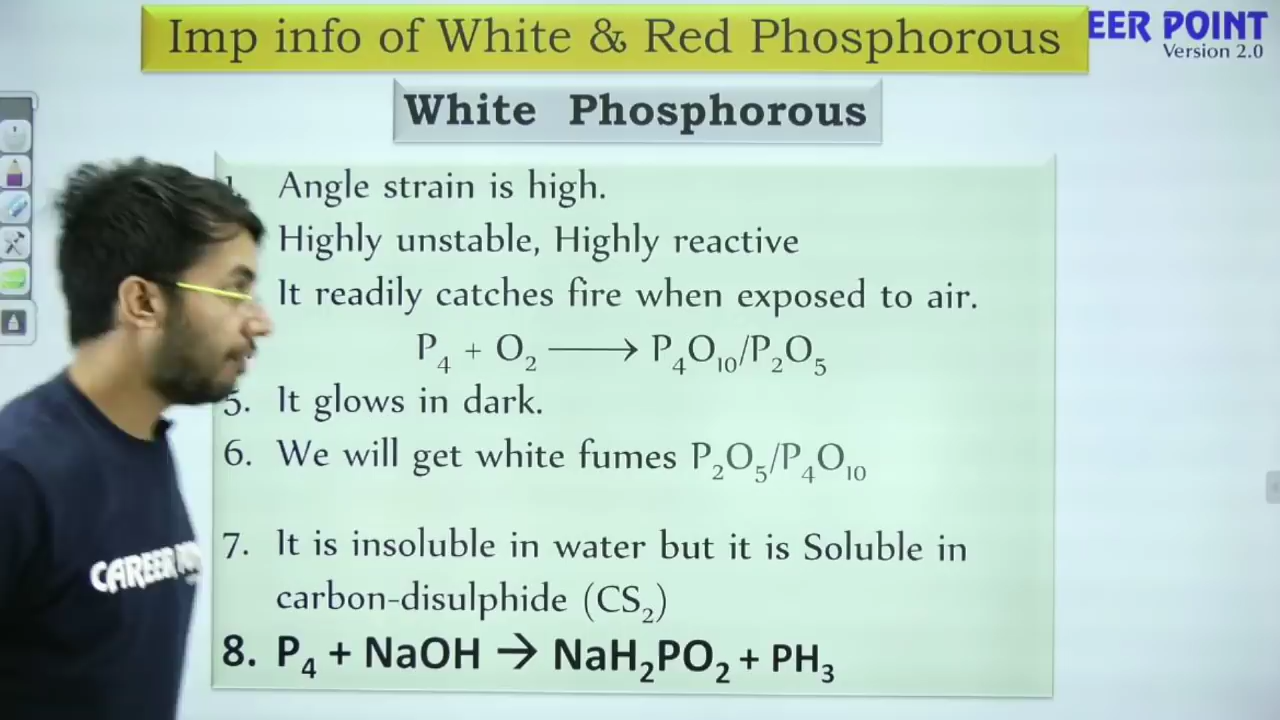 Imp info of White & Red Phosphorous
EER POINT
Version 2.0
White Phosphorous
1. Angle strain is high.
Highly unstable, Highly reactive
It readily catches fire when exposed to air.
P₄ + O₂ ⟶ P₄O₁₀/P₂O₅
5. It glows in dark.
6. We will get white fumes P₂O₅/P₄O₁₀
7. It is insoluble in water but it is Soluble in
carbon-disulphide (CS₂)
8. P₄ + NaOH → NaH₂PO₂ + PH₃
CAREER